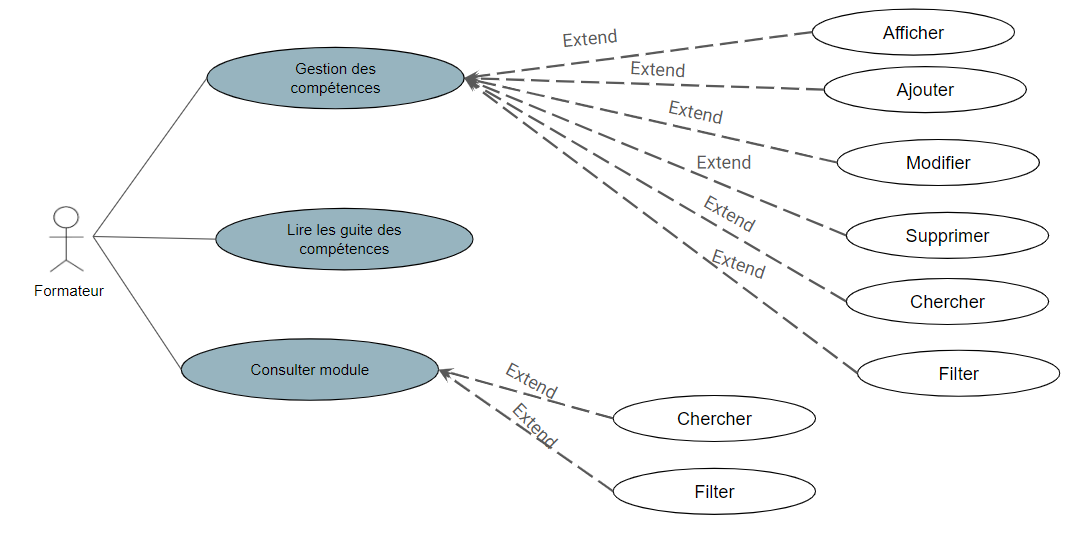 Extend
Afficher
Gestion des
compétences
Extend
Ajouter
Extend
Modifier
Extend
Supprimer
Lire les guite des
compétences
Extend
Chercher
Extend
Filter
Formateur
Consulter module
Extend
Chercher
Extend
Filter